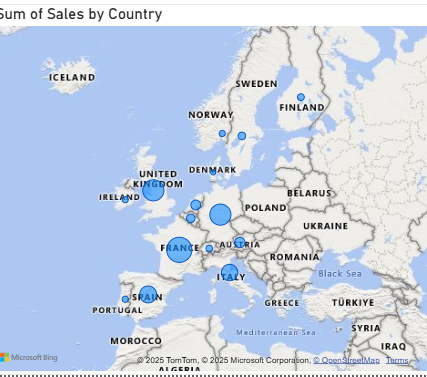 Sum of Sales by Country
ICELAND
SWEDEN
FINLAND
NORWAY
DENMARK
UNITED
KINGDOM
IRELAND
BELARUS
POLAND
UKRAINE
FRANCE
AUSTRIA
ROMANIA
ITALY
Black Sea
SPAIN
PORTUGAL
GREECE
TÜRKİYE
Mediterranean Sea
SYRIA
MOROCCO
IRAQ
Microsoft Bing
© 2025 TomTom, © 2025 Microsoft Corporation, © OpenStreetMap Terms
ALGERIA